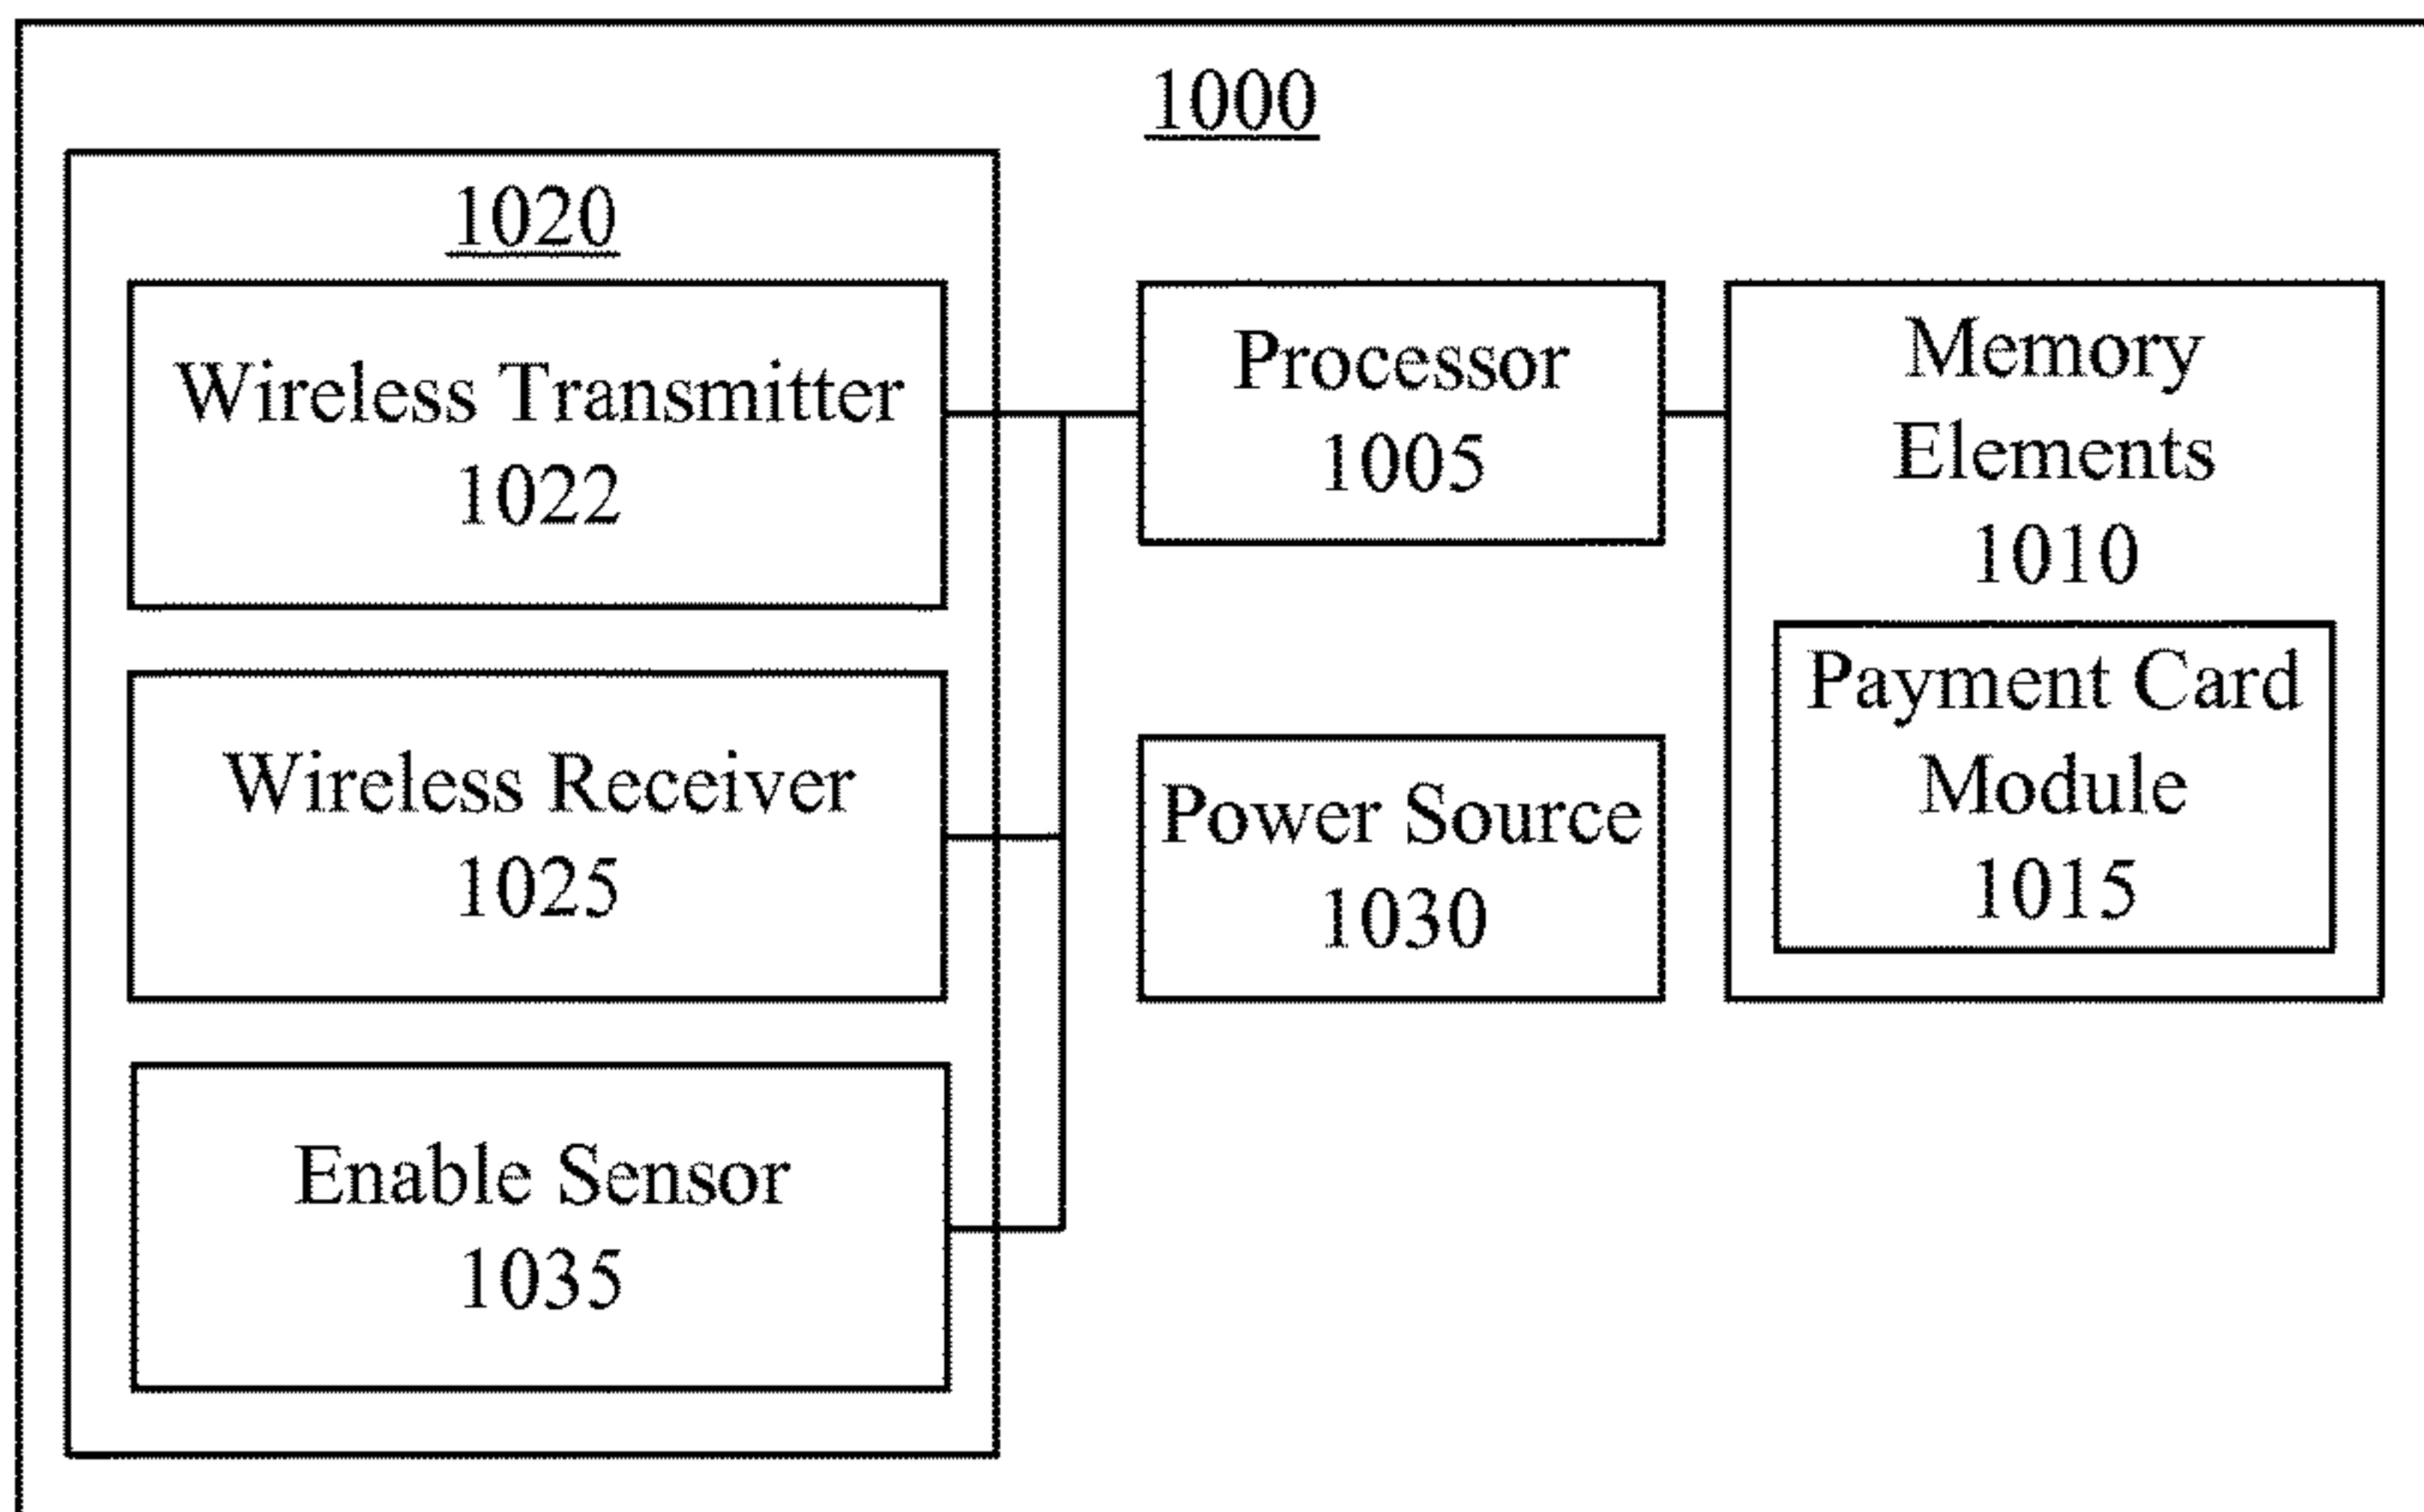 1000
1020
Wireless Transmitter
1022
Wireless Receiver
1025
Enable Sensor
1035
Processor
1005
Power Source
1030
Memory
Elements
1010
Payment Card
Module
1015